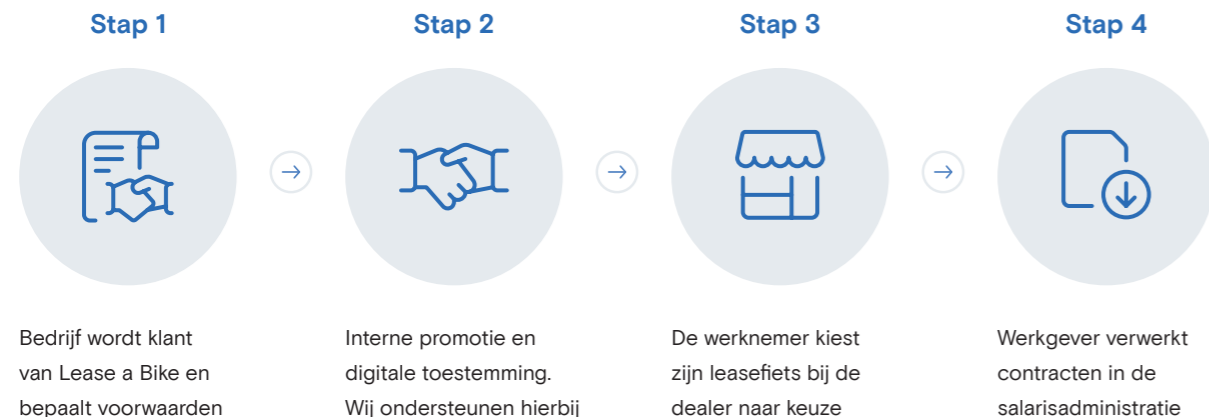 Stap 1
Stap 2
Stap 3
Stap 4
Bedrijf wordt klant
van Lease a Bike en
bepaalt voorwaarden
Interne promotie en
digitale toestemming.
Wij ondersteunen hierbij
De werknemer kiest
zijn leasefiets bij de
dealer naar keuze
Werkgever verwerkt
contracten in de
salarisadministratie